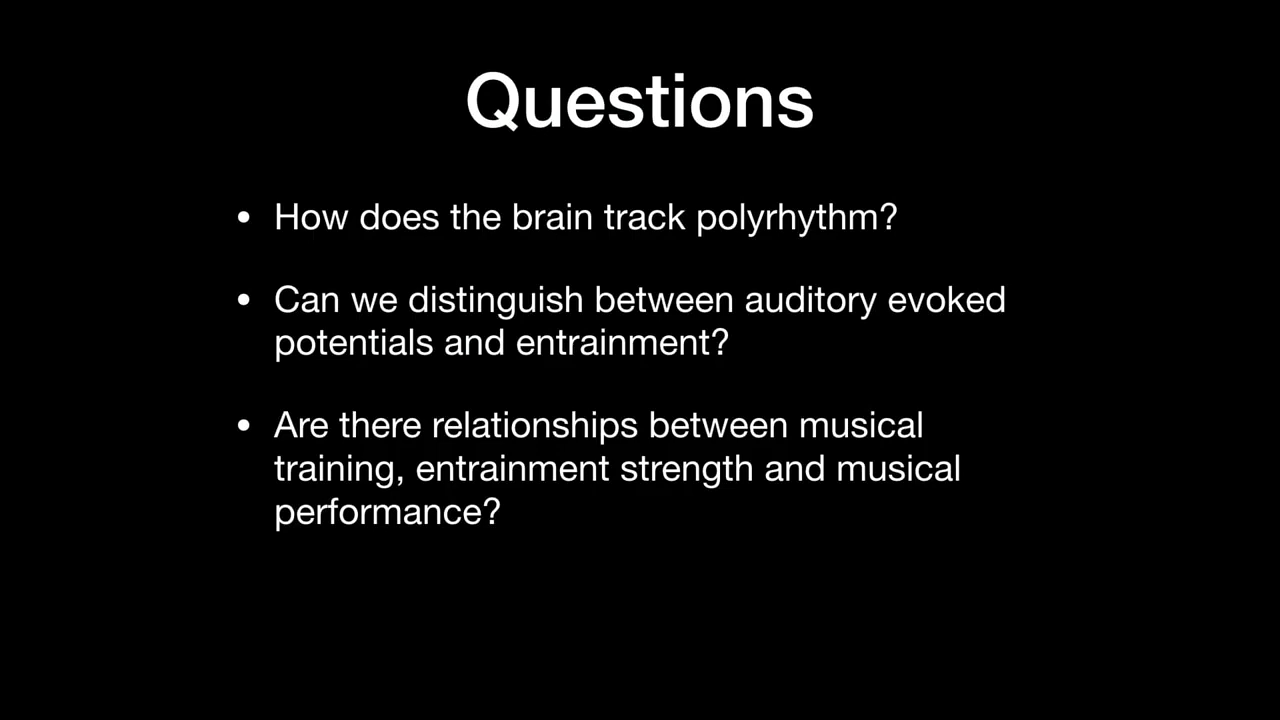 Questions
• How does the brain track polyrhythm?
• Can we distinguish between auditory evoked
potentials and entrainment?
• Are there relationships between musical
training, entrainment strength and musical
performance?